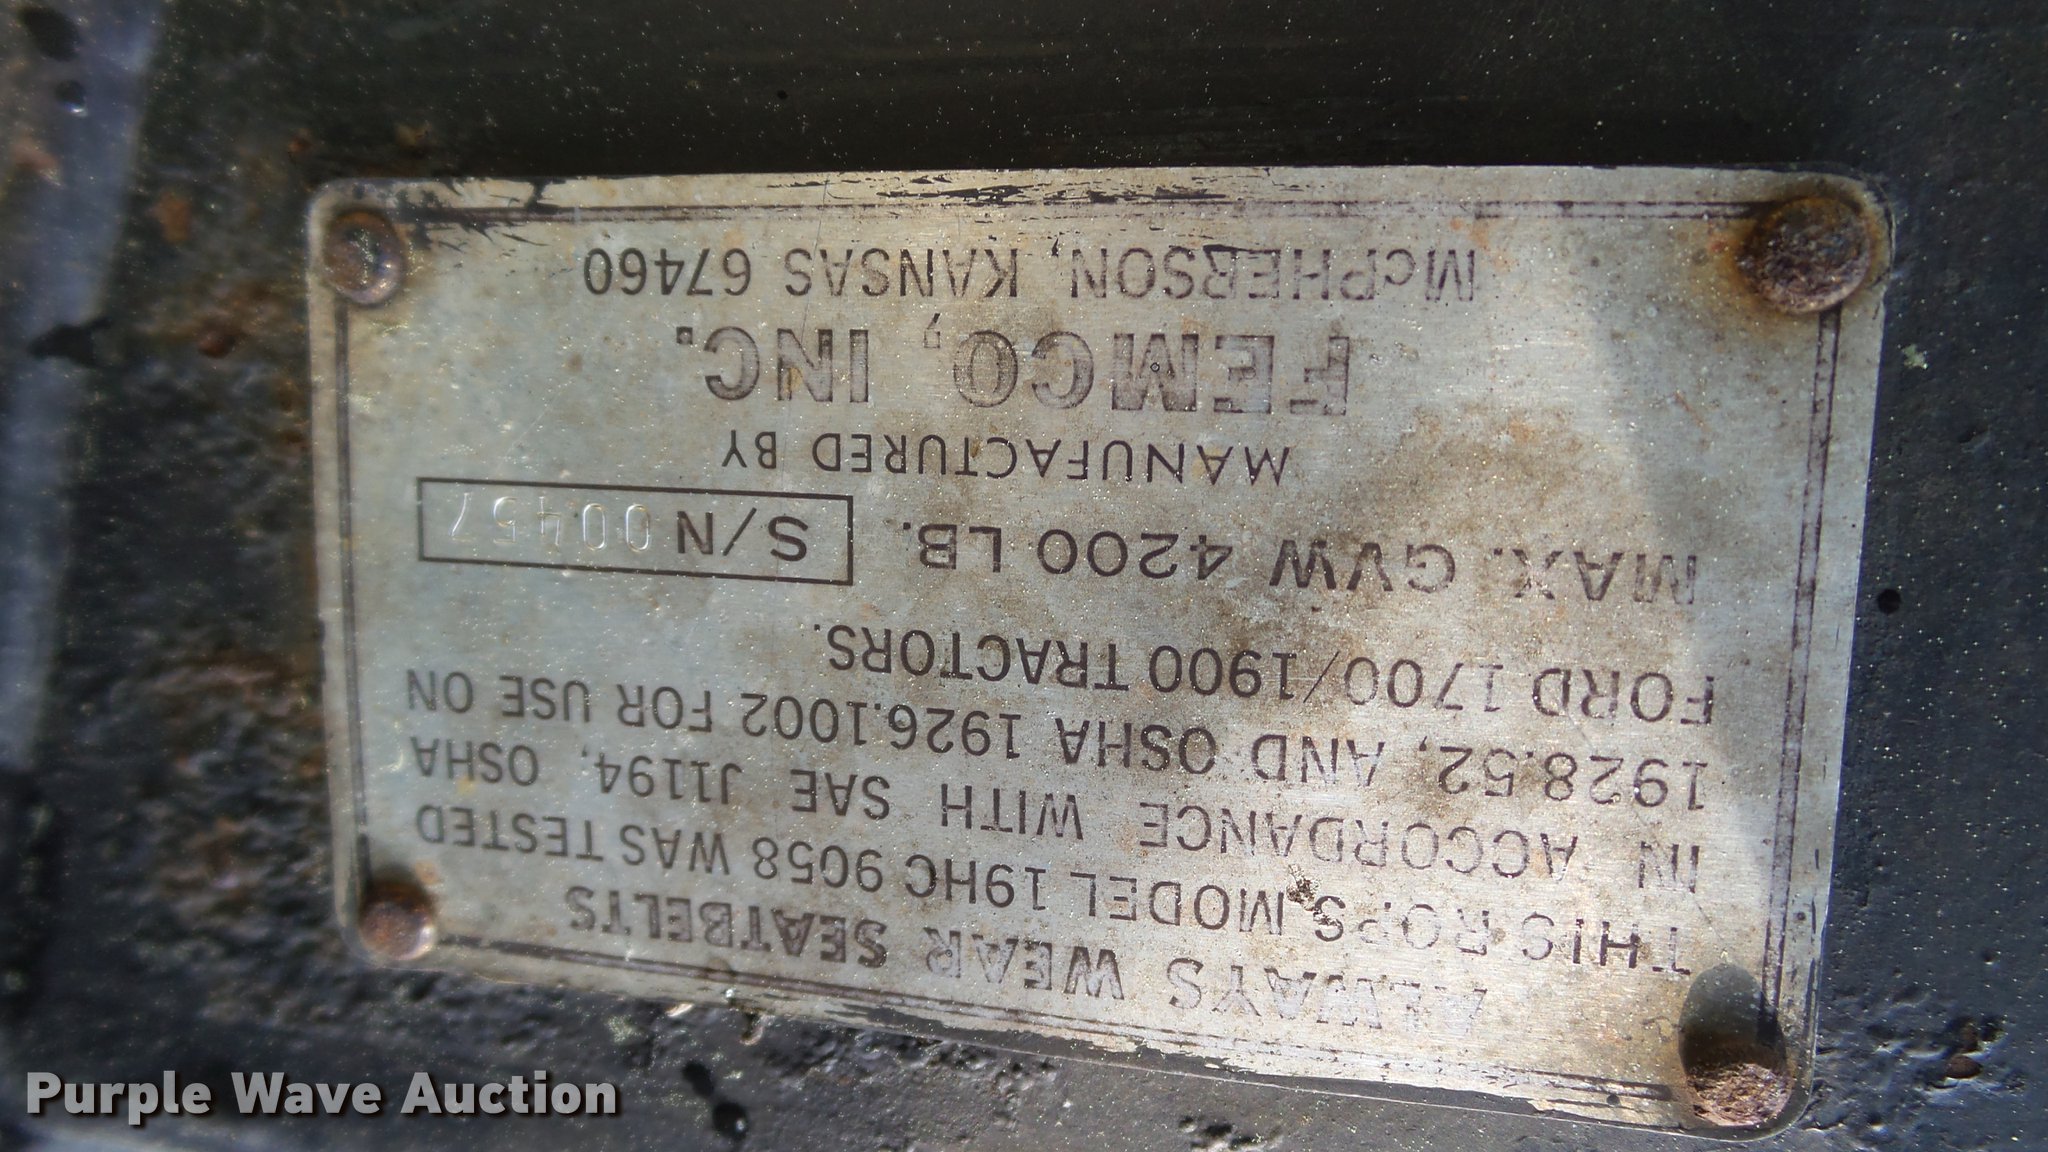 ALWAYS WEAR SEATBELTS
THIS ROPS MODEL 19HC 9058 WAS TESTED
IN ACCORDANCE WITH SAE J1194, OSHA
1928.52, AND OSHA 1926.1002 FOR USE ON
FORD 1700/1900 TRACTORS.
MAX. GVW 4200 LB. S/N 00457
MANUFACTURED BY
FEMCO, INC.
McPHERSON, KANSAS 67460
Purple Wave Auction